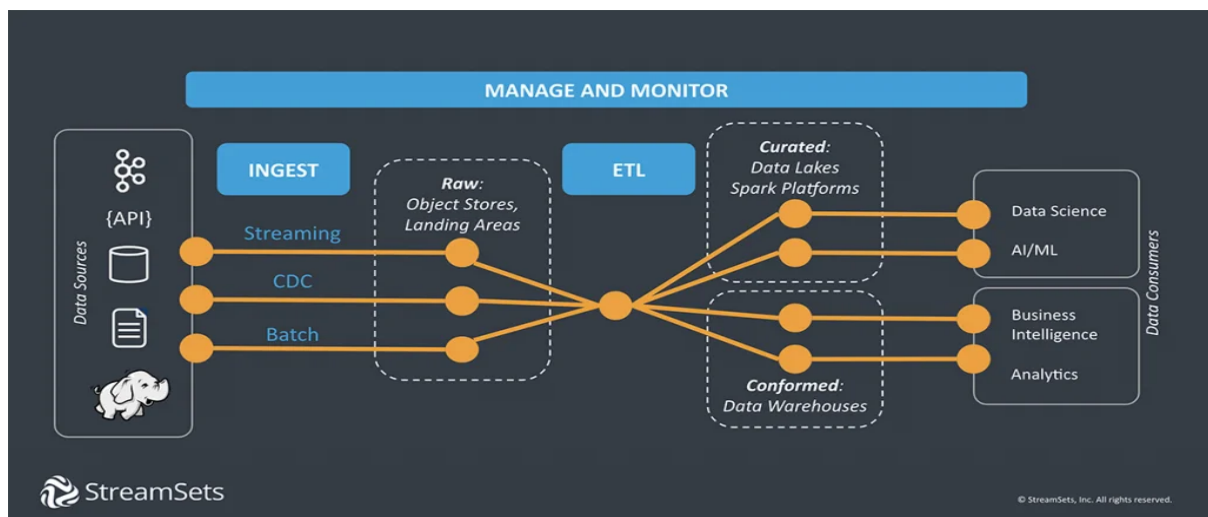 MANAGE AND MONITOR
Data Sources
{API}
INGEST
Streaming
CDC
Batch
Raw:
Object Stores,
Landing Areas
ETL
Curated:
Data Lakes
Spark Platforms
Conformed:
Data Warehouses
Data Science
AI/ML
Business
Intelligence
Analytics
Data Consumers
StreamSets
© StreamSets, Inc. All rights reserved.